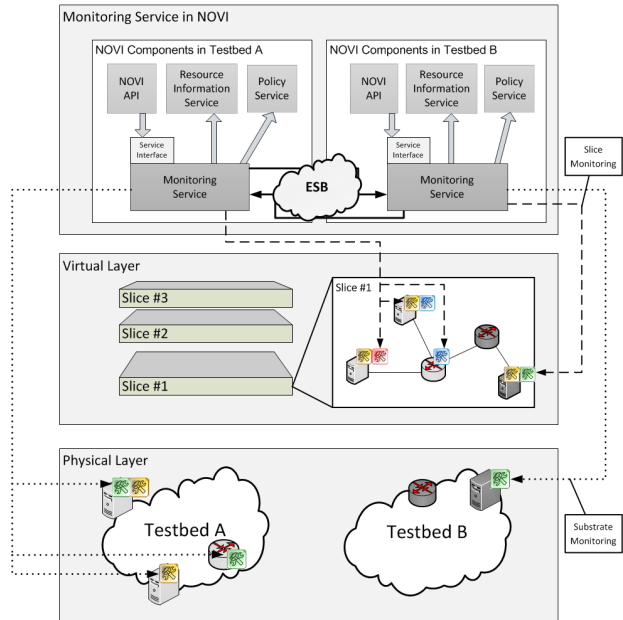 Monitoring Service in NOVI
NOVI Components in Testbed A
NOVI
API
Resource
Information
Service
Policy
Service
Service
Interface
Monitoring
Service
ESB
NOVI Components in Testbed B
NOVI
API
Resource
Information
Service
Policy
Service
Service
Interface
Monitoring
Service
Slice
Monitoring
Virtual Layer
Slice #3
Slice #2
Slice #1
Slice #1
Physical Layer
Testbed A
Testbed B
Substrate
Monitoring